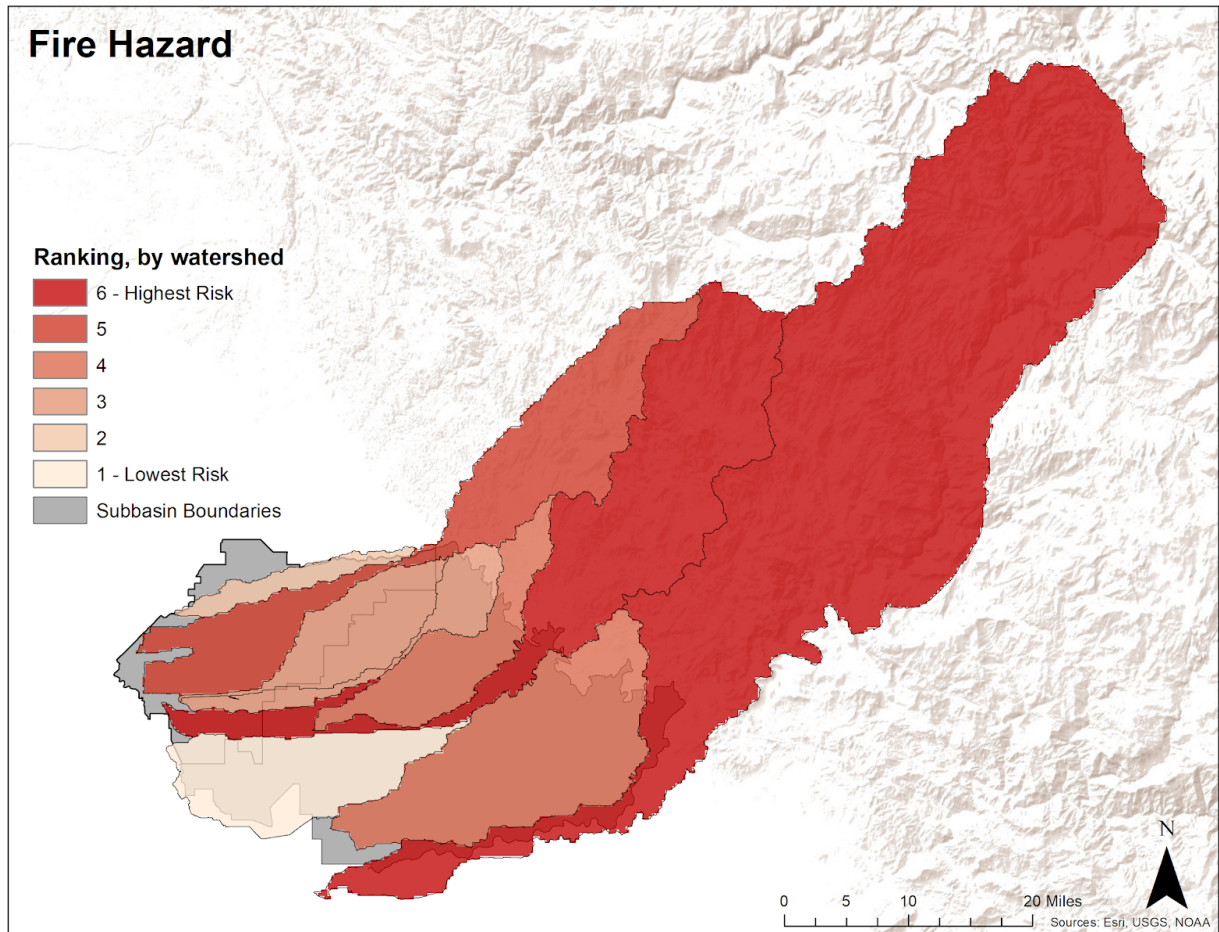 Fire Hazard
Ranking, by watershed
6 - Highest Risk
5
4
3
2
1 - Lowest Risk
Subbasin Boundaries
N
0 5 10 20 Miles
Sources: Esri, USGS, NOAA